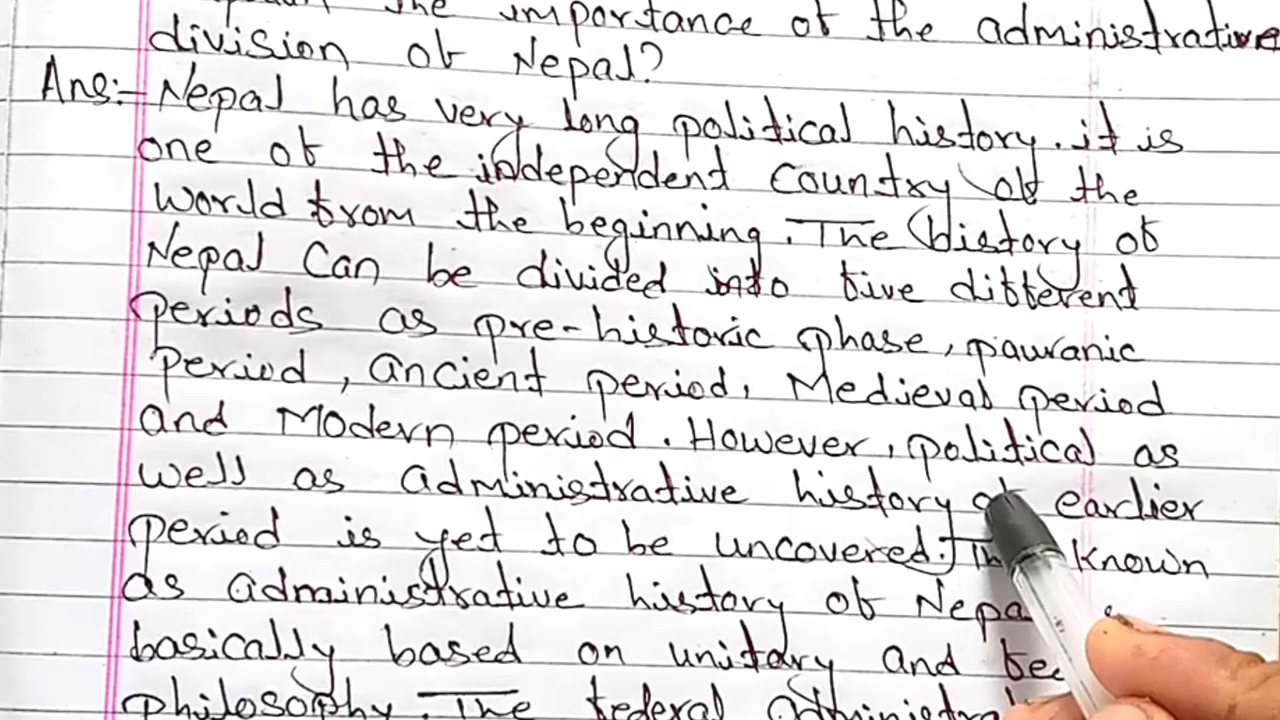 the importance of the administrative
division of Nepal?
Ans:- Nepal has very long political history. it is
one of the independent country of the
world from the beginning. The history of
Nepal can be divided into five different
periods as pre-historic phase, pauranic
period, ancient period, Medieval period
and Modern period. However, political as
well as administrative history of earlier
period is yet to be uncovered. known
as administrative history of
basically based on unitary and
philosophy. The federal